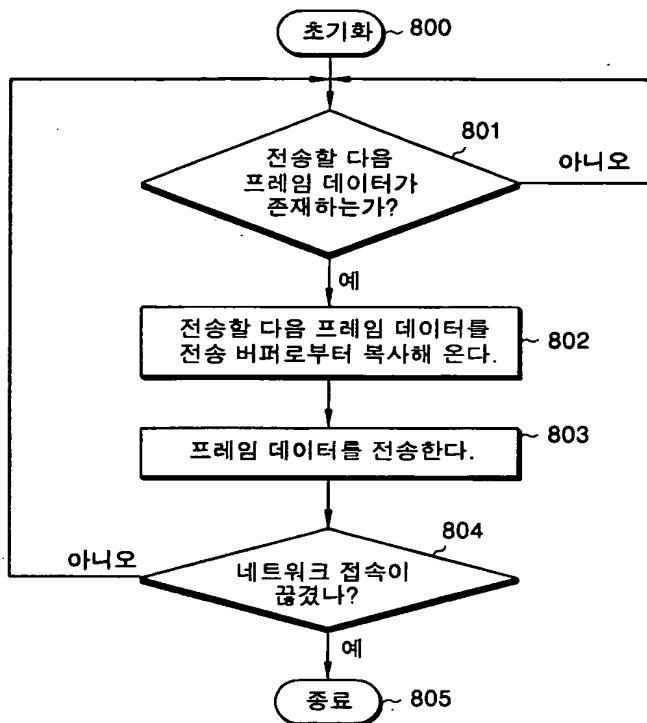 초기화
800
801
전송할 다음
프레임 데이터가
존재하는가?
아니오
예
전송할 다음 프레임 데이터를
전송 버퍼로부터 복사해 온다.
802
프레임 데이터를 전송한다.
803
804
아니오
네트워크 접속이
끊겼나?
예
종료
805